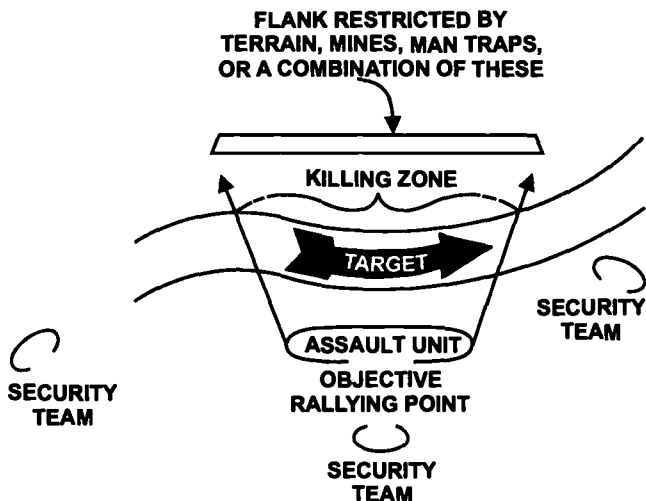 FLANK RESTRICTED BY
TERRAIN, MINES, MAN TRAPS,
OR A COMBINATION OF THESE
KILLING ZONE
TARGET
SECURITY
TEAM
ASSAULT UNIT
OBJECTIVE
RALLYING POINT
SECURITY
TEAM
SECURITY
TEAM